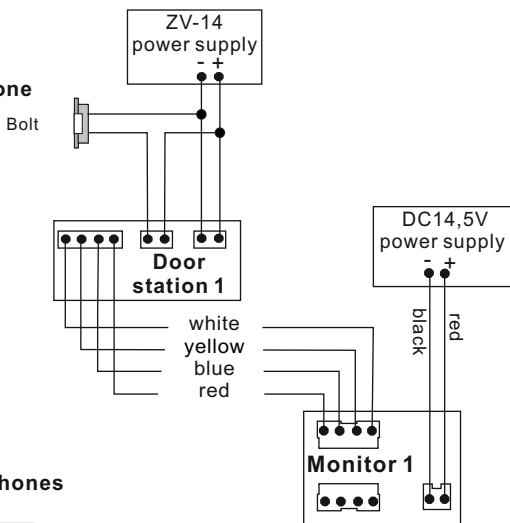 ZV-14
power supply
- +
one
Bolt
Door
station 1
DC14,5V
power supply
- +
black
red
white
yellow
blue
red
Monitor 1
hones